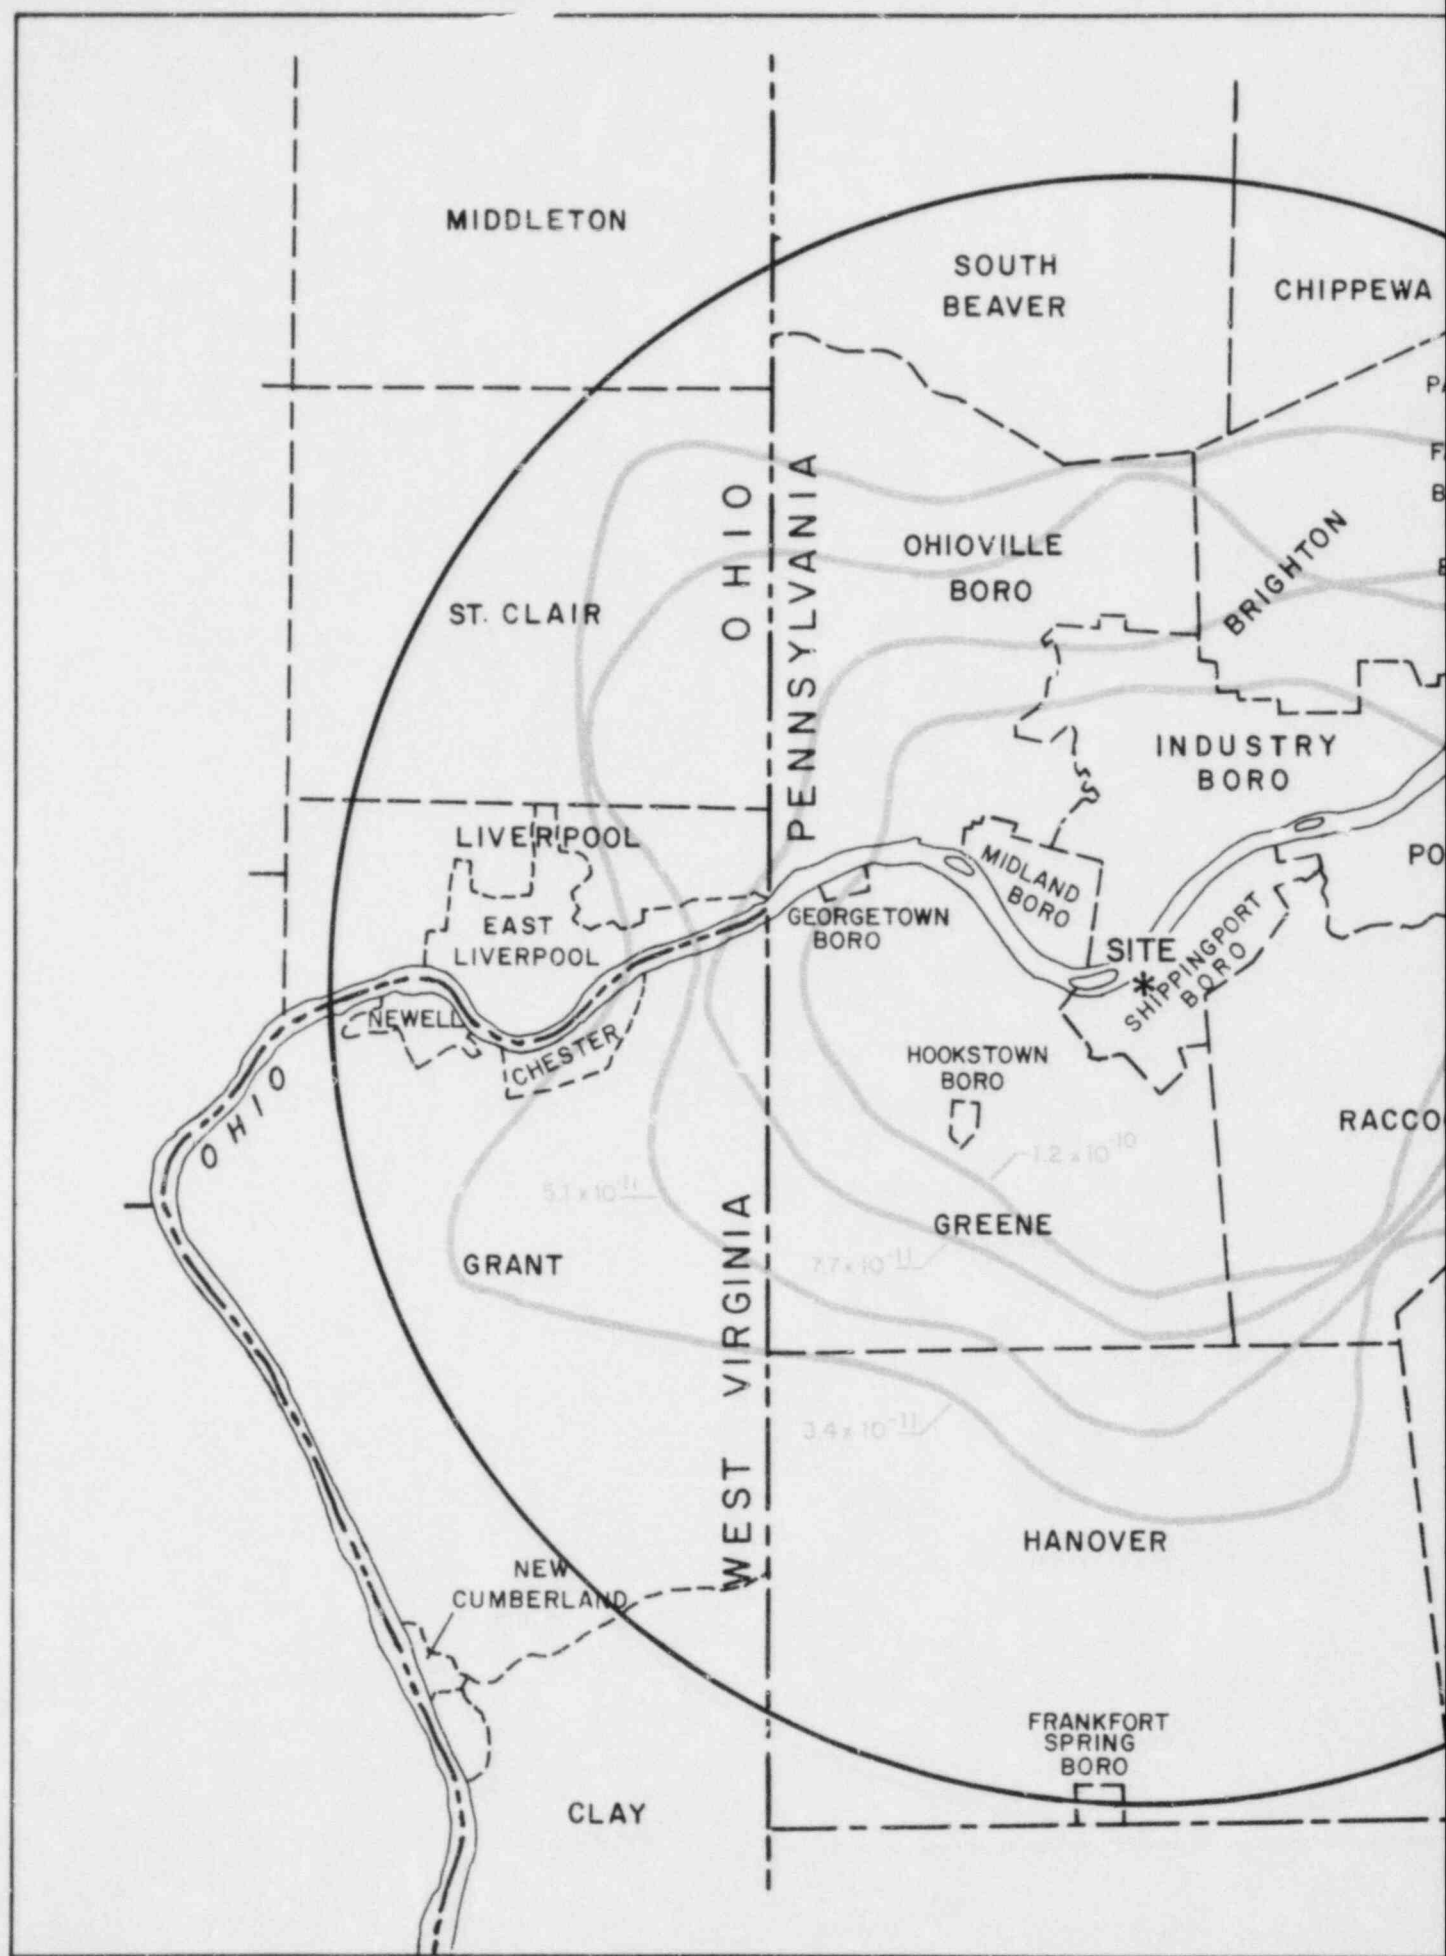 MIDDLETON
SOUTH
BEAVER
CHIPPEWA
OHIO
PENNSYLVANIA
OHIOVILLE
BORO
BRIGHTON
ST. CLAIR
INDUSTRY
BORO
LIVERPOOL
MIDLAND
BORO
EAST
LIVERPOOL
GEORGETOWN
BORO
SITE
SHIPPINGPORT
BORO
NEWELL
CHESTER
HOOKSTOWN
BORO
OHIO
RACCO
1.2 x 10-10
5.1 x 10-11
GREENE
7.7 x 10-11
GRANT
WEST VIRGINIA
3.4 x 10-11
HANOVER
NEW
CUMBERLAND
FRANKFORT
SPRING
BORO
CLAY